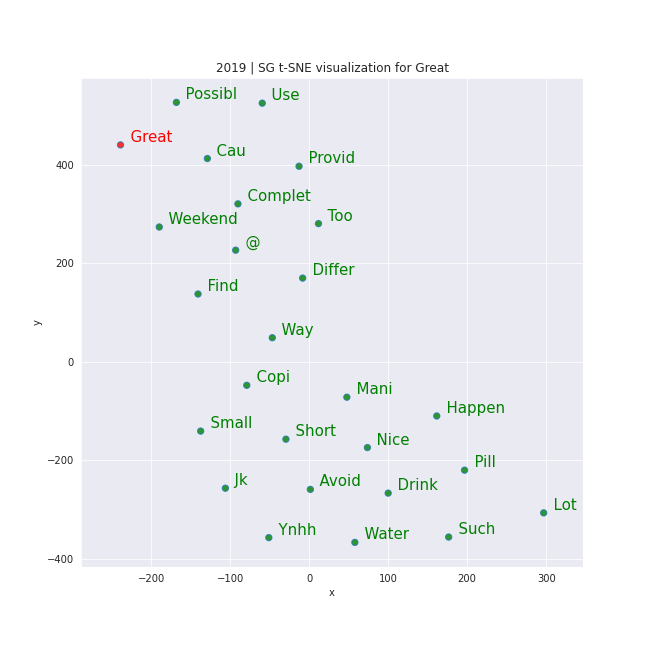 2019 | SG t-SNE visualization for Great
Possibl
Use
Great
Cau
Provid
400
Complet
Weekend
Too
@
200
Differ
Find
Way
y
0
Copi
Mani
Happen
Small
Short
Nice
−200
Pill
Jk
Avoid
Drink
Lot
Ynhh
Water
Such
−400
−200 −100 0 100 200 300
x